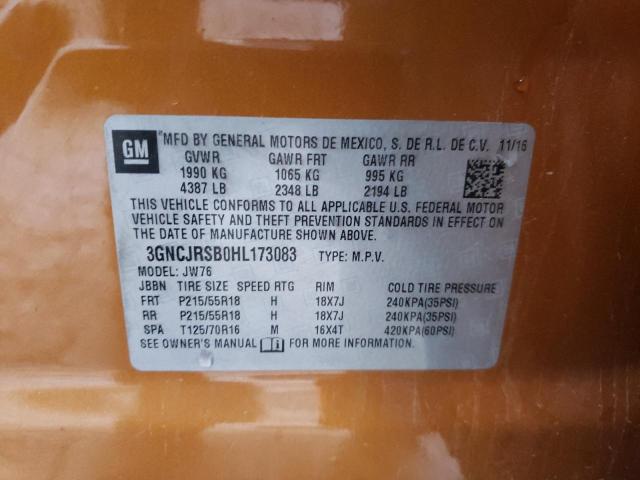 GM
MFD BY GENERAL MOTORS DE MEXICO, S. DE R.L. DE C.V. 11/16
GVWR GAWR FRT GAWR RR
1990 KG 1065 KG 995 KG
4387 LB 2348 LB 2194 LB
THIS VEHICLE CONFORMS TO ALL APPLICABLE U.S. FEDERAL MOTOR
VEHICLE SAFETY AND THEFT PREVENTION STANDARDS IN EFFECT ON
THE DATE OF MANUFACTURE SHOWN ABOVE.
3GNCJRSB0HL173083 TYPE: M.P.V.
MODEL: JW76
JBBN TIRE SIZE SPEED RTG RIM COLD TIRE PRESSURE
FRT P215/55R18 H 18X7J 240KPA(35PSI)
RR P215/55R18 H 18X7J 240KPA(35PSI)
SPA T125/70R16 M 16X4T 420KPA(60PSI)
SEE OWNER'S MANUAL FOR MORE INFORMATION.